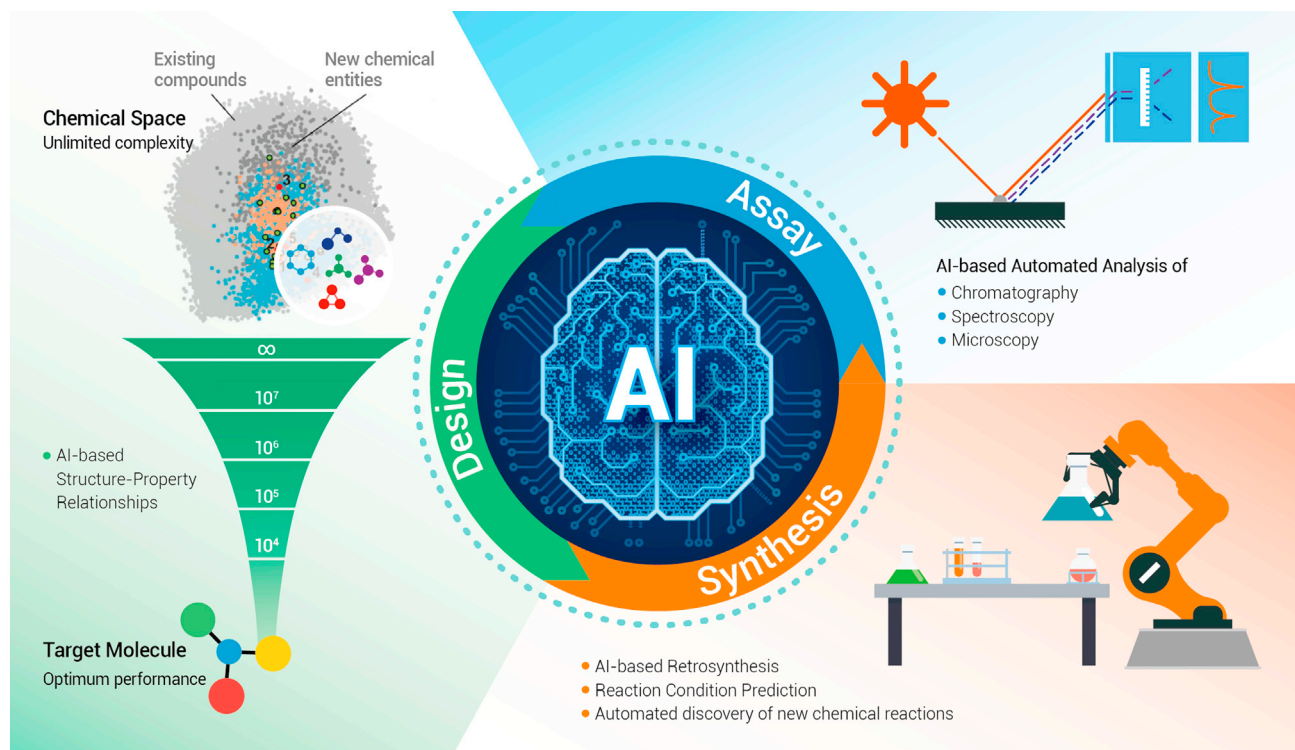 Existing
compounds
New chemical
entities
Chemical Space
Unlimited complexity
3
2
∞
10⁷
10⁶
10⁵
10⁴
AI-based
Structure-Property
Relationships
Target Molecule
Optimum performance
Design
Assay
Synthesis
AI
AI-based Automated Analysis of
Chromatography
Spectroscopy
Microscopy
AI-based Retrosynthesis
Reaction Condition Prediction
Automated discovery of new chemical reactions